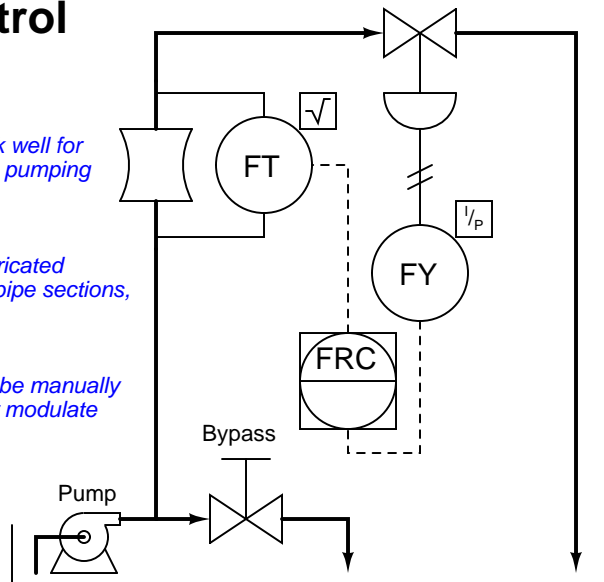 trol
k well for
pumping
√
FT
I/P
ricated
pipe sections,
FY
FRC
be manually
modulate
Bypass
Pump